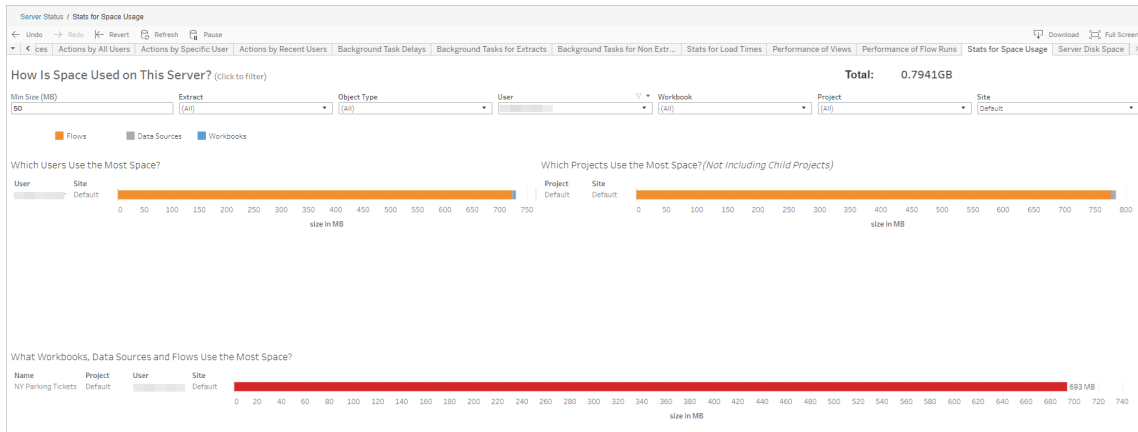 Server Status / Stats for Space Usage
← Undo → Redo Revert Refresh Pause Download Full Screen
ces Actions by All Users Actions by Specific User Actions by Recent Users Background Task Delays Background Tasks for Extracts Background Tasks for Non Extr... Stats for Load Times Performance of Views Performance of Flow Runs Stats for Space Usage Server Disk Space
How Is Space Used on This Server? (Click to filter) Total: 0.7941GB
Min Size (MB) Extract Object Type User Workbook Project Site
50 (All) (All) (All) (All) Default
Flows Data Sources Workbooks
Which Users Use the Most Space? Which Projects Use the Most Space? (Not Including Child Projects)
User Site Project Site
Default Default Default
0 50 100 150 200 250 300 350 400 450 500 550 600 650 700 750 0 50 100 150 200 250 300 350 400 450 500 550 600 650 700 750 800
size in MB size in MB
What Workbooks, Data Sources and Flows Use the Most Space?
Name Project User Site
NY Parking Tickets Default Default 693 MB
0 20 40 60 80 100 120 140 160 180 200 220 240 260 280 300 320 340 360 380 400 420 440 460 480 500 520 540 560 580 600 620 640 660 680 700 720 740
size in MB